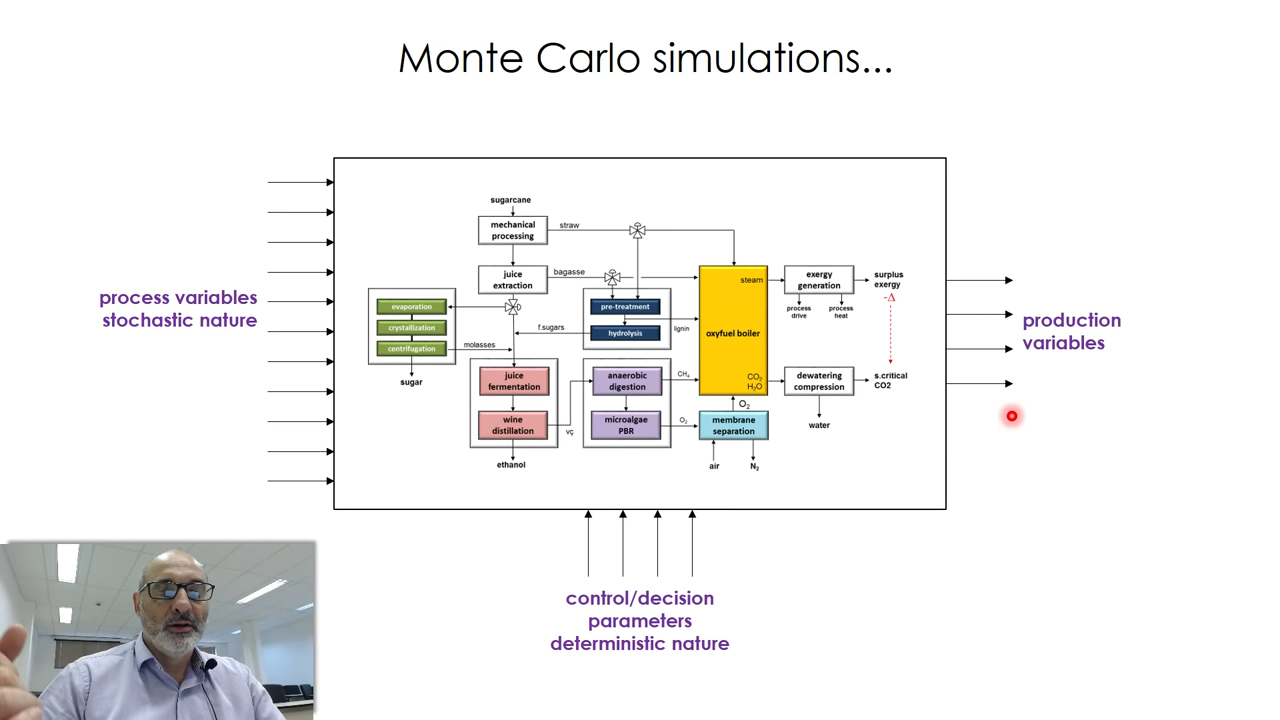 Monte Carlo simulations...
process variables
stochastic nature
sugarcane
mechanical
processing
straw
juice
extraction
bagasse
evaporation
crystallization
centrifugation
molasses
sugar
f.sugars
pre-treatment
hydrolysis
lignin
juice
fermentation
wine
distillation
vç
ethanol
anaerobic
digestion
microalgae
PBR
CH₄
O₂
steam
oxyfuel boiler
CO₂
H₂O
O₂
membrane
separation
air
N₂
exergy
generation
process
drive
process
heat
surplus
exergy
-Δ
dewatering
compression
s.critical
CO2
water
production
variables
control/decision
parameters
deterministic nature